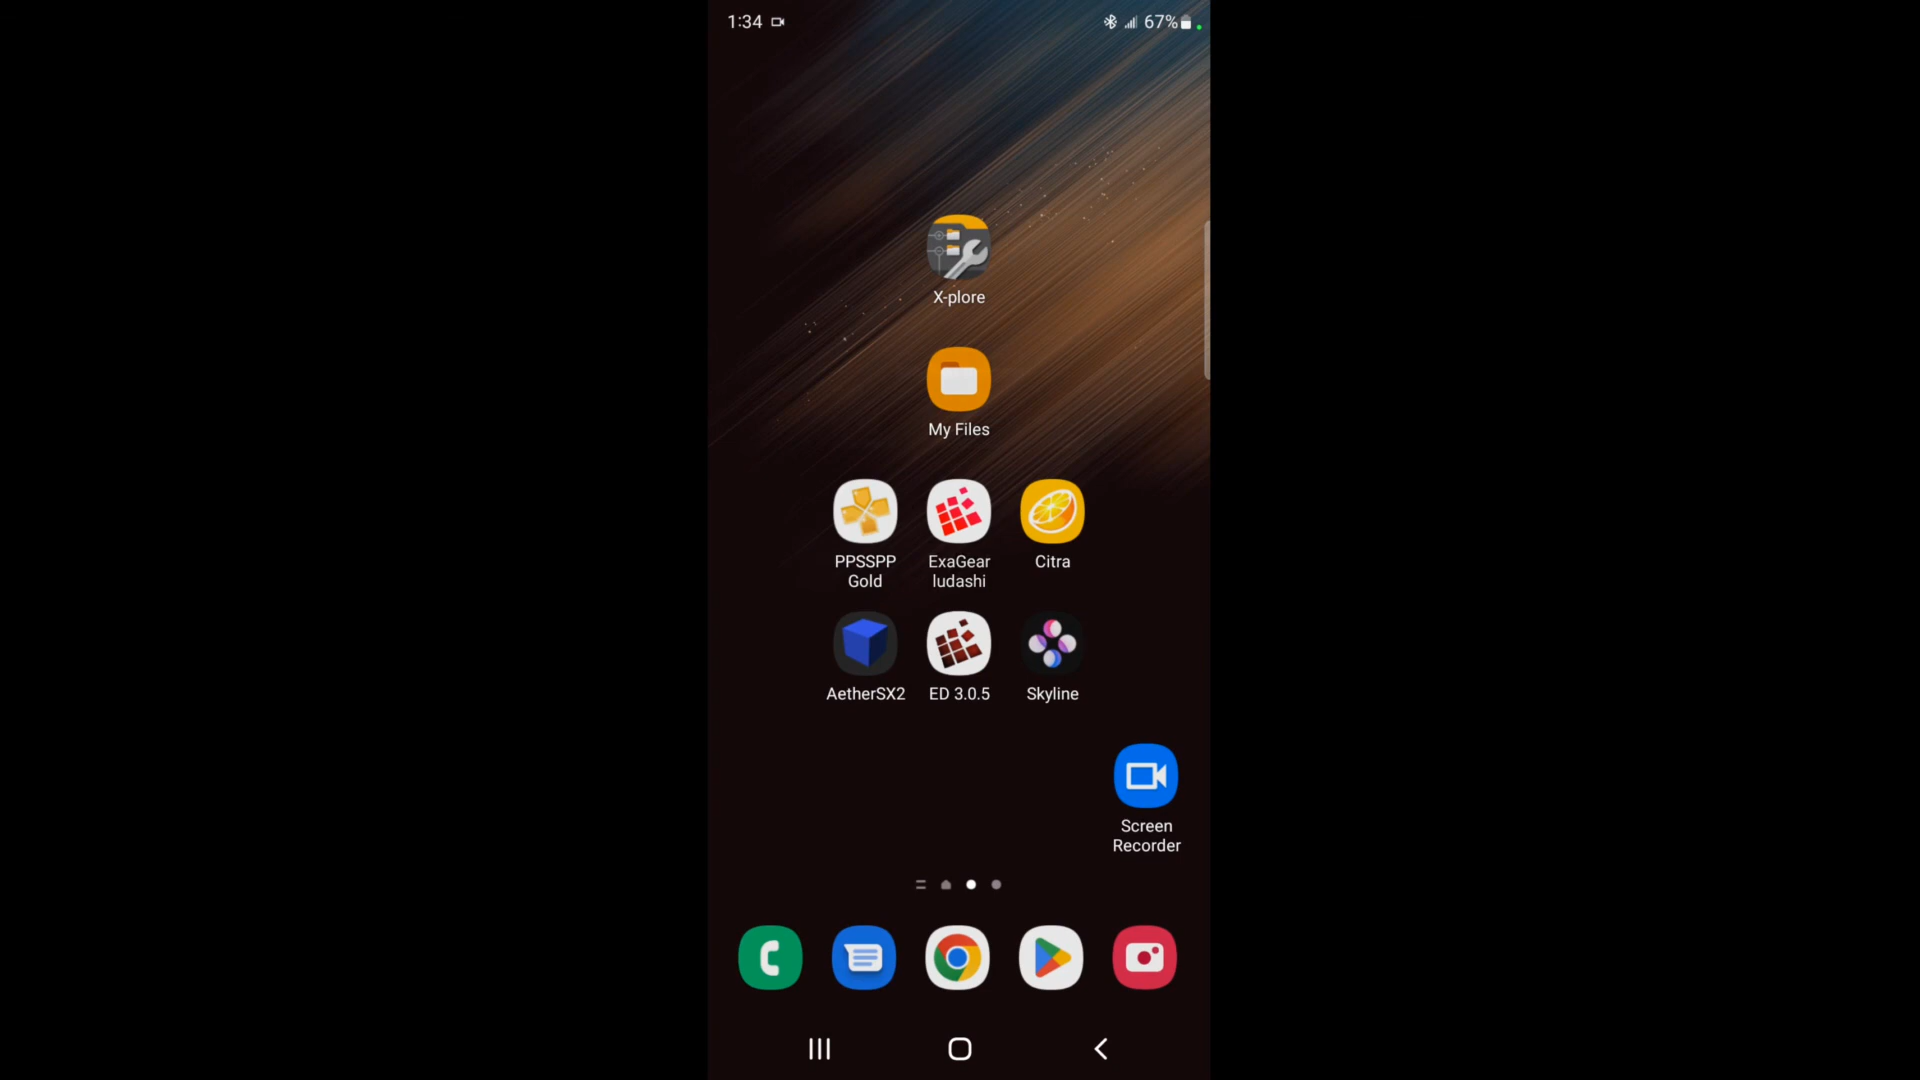 1:34
67%
X-plore
My Files
PPSSPP
Gold
ExaGear
ludashi
Citra
AetherSX2
ED 3.0.5
Skyline
Screen
Recorder